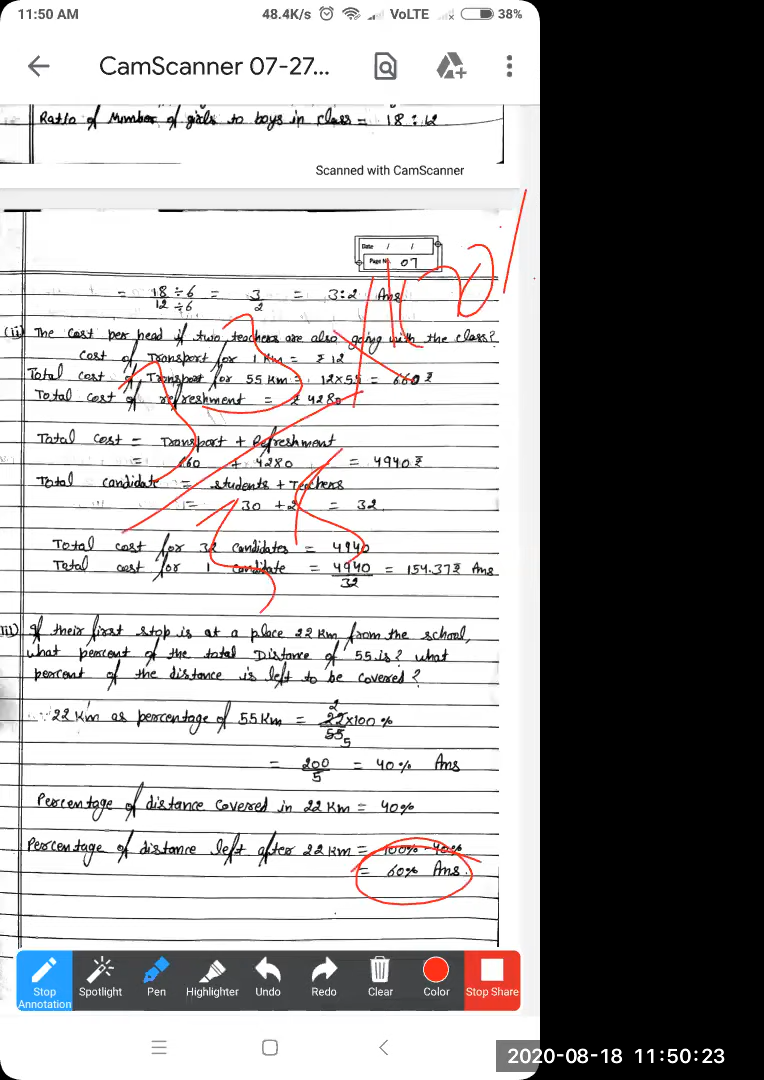 11:50 AM 48.4K/s VoLTE 38%
CamScanner 07-27...
Ratio of Number of girls to boys in class = 18 : 12
Scanned with CamScanner
Date / /
Page No. 07
= 18 ÷ 6 / 12 ÷ 6 = 3/2 = 3:2 Ans
(ii) The cost per head if two teachers are also going with the class?
cost of Transport for 1 Km = ₹ 12
Total cost of Transport for 55 Km = 12x55 = 660 ₹
Total cost of refreshment = ₹ 4280
Total cost = Transport + Refreshment
= 660 + 4280 = 4940 ₹
Total candidate = students + Teachers
= 30 + 2 = 32
Total cost for 32 candidates = 4940
Total cost for 1 candidate = 4940/32 = 154.37₹ Ans
iii) If their first stop is at a place 22 Km from the school,
what percent of the total Distance of 55 is? what
percent of the distance is left to be covered?
∵ 22 Km as percentage of 55 Km = 22/55 x100 % 2 5
= 200/5 = 40% Ans
Percentage of distance covered in 22 Km = 40%
Percentage of distance left after 22 Km = 100% - 40%
= 60% Ans.
Stop Annotation Spotlight Pen Highlighter Undo Redo Clear Color Stop Share
2020-08-18 11:50:23